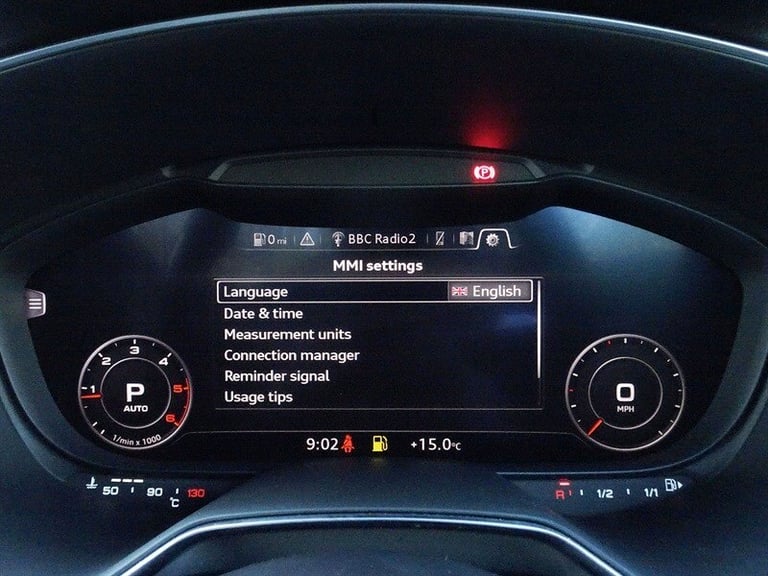 P
0 mi BBC Radio2
MMI settings
Language English
Date & time
Measurement units
Connection manager
Reminder signal
Usage tips
1 2 3 4 5 6
P
AUTO
1/min x 1000
0
MPH
9:02 +15.0°C
50 90 130
°C
R 1/2 1/1